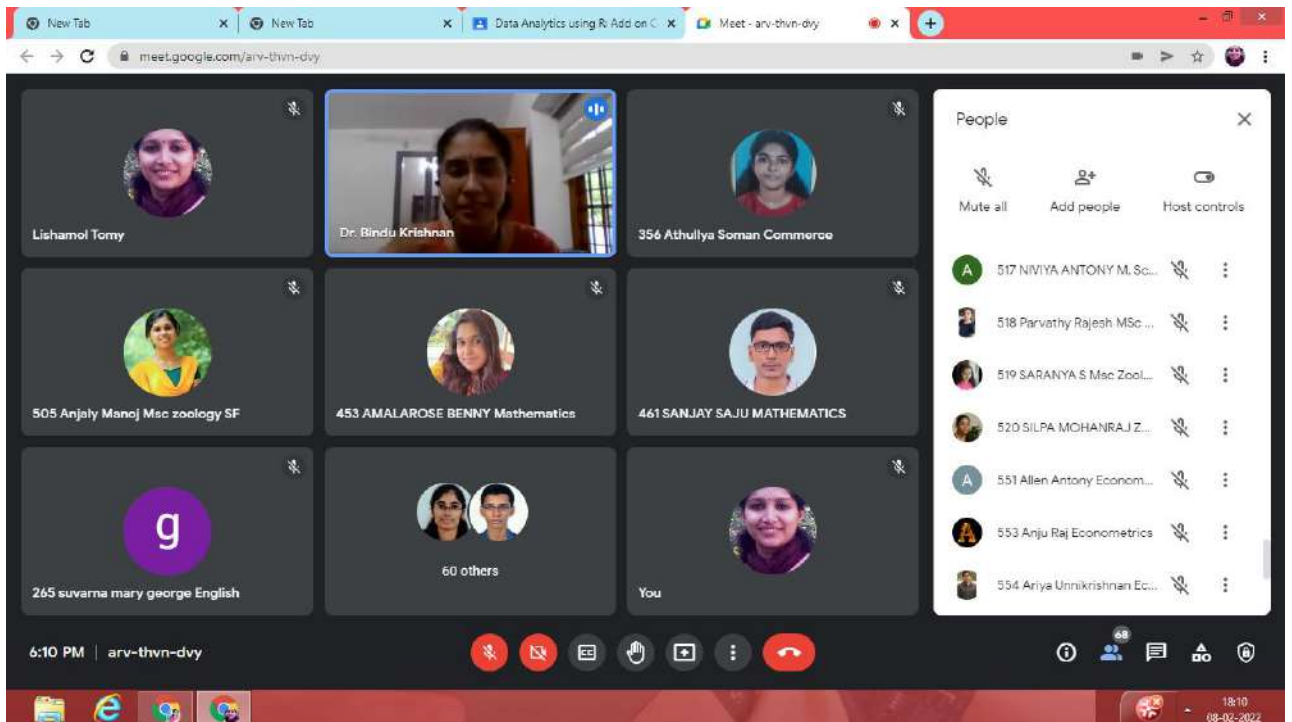 New Tab
New Tab
Data Analytics using R: Add on C
Meet - arv-thvn-dvy
meet.google.com/arv-thvn-dvy
Lishamol Tomy
Dr. Bindu Krishnan
356 Athullya Soman Commerce
505 Anjaly Manoj Msc zoology SF
453 AMALAROSE BENNY Mathematics
461 SANJAY SAJU MATHEMATICS
g
265 suvarna mary george English
60 others
You
People
Mute all
Add people
Host controls
A
517 NIVIYA ANTONY M. Sc...
518 Parvathy Rajesh MSc ...
519 SARANYA S Msc Zool...
520 SILPA MOHANRAJ Z...
A
551 Allen Antony Econom...
A
553 Anju Raj Econometrics
554 Ariya Unnikrishnan Ec...
6:10 PM | arv-thvn-dvy
CC
68
18:10
08-02-2022